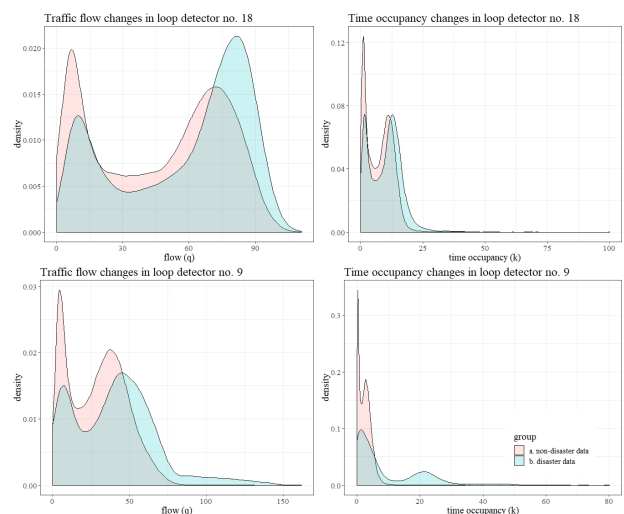 Traffic flow changes in loop detector no. 18
0.020
0.015
0.010
0.005
0.000
density
0
30
60
90
flow (q)
Time occupancy changes in loop detector no. 18
0.12
0.08
0.04
0.00
density
0
25
50
75
100
time occupancy (k)
Traffic flow changes in loop detector no. 9
0.03
0.02
0.01
0.00
density
0
50
100
150
flow (q)
Time occupancy changes in loop detector no. 9
0.3
0.2
0.1
0.0
density
0
20
40
60
80
time occupancy (k)
group
a. non-disaster data
b. disaster data